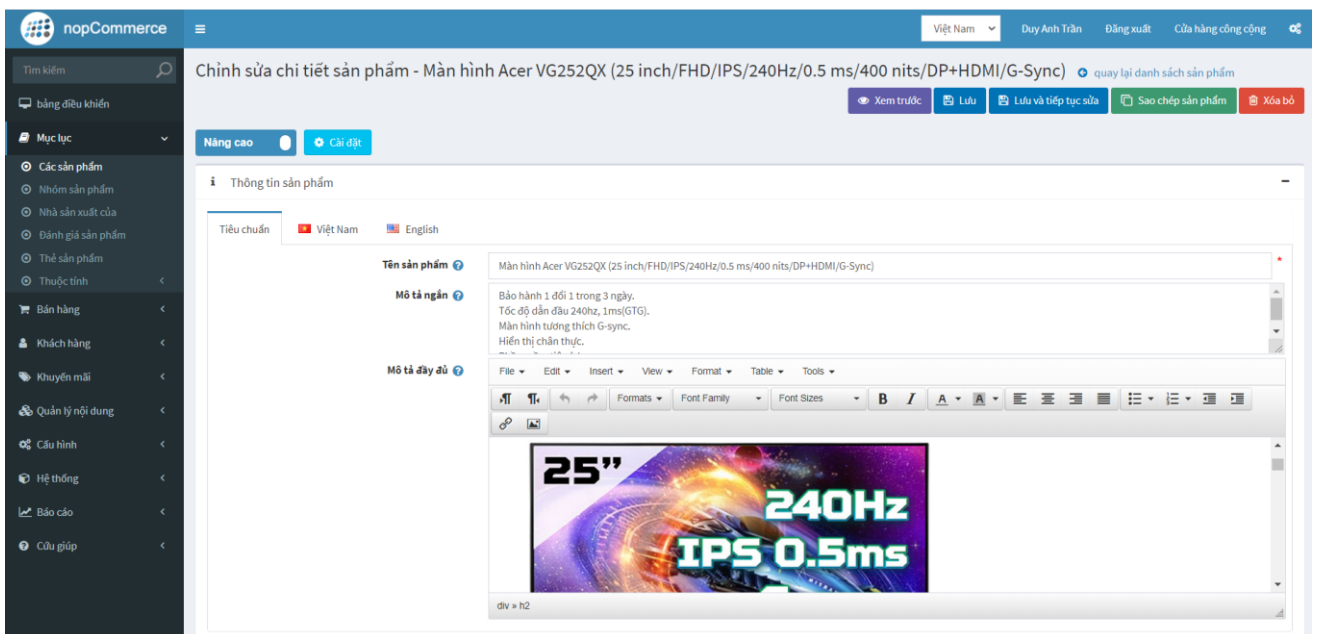 nopCommerce
Việt Nam Duy Anh Trần Đăng xuất Cửa hàng công cộng
Tìm kiếm
Chỉnh sửa chi tiết sản phẩm - Màn hình Acer VG252QX (25 inch/FHD/IPS/240Hz/0.5 ms/400 nits/DP+HDMI/G-Sync) quay lại danh sách sản phẩm
Xem trước Lưu Lưu và tiếp tục sửa Sao chép sản phẩm Xóa bỏ
bảng điều khiển
Mục lục
Các sản phẩm
Nhóm sản phẩm
Nhà sản xuất của
Đánh giá sản phẩm
Thẻ sản phẩm
Thuộc tính
Bán hàng
Khách hàng
Khuyến mãi
Quản lý nội dung
Cấu hình
Hệ thống
Báo cáo
Cứu giúp
Nâng cao Cài đặt
Thông tin sản phẩm
Tiêu chuẩn Việt Nam English
Tên sản phẩm Màn hình Acer VG252QX (25 inch/FHD/IPS/240Hz/0.5 ms/400 nits/DP+HDMI/G-Sync) *
Mô tả ngắn Bảo hành 1 đổi 1 trong 3 ngày.
Tốc độ dẫn đầu 240hz, 1ms(GTG).
Màn hình tương thích G-sync.
Hiển thị chân thực.
Mô tả đầy đủ File Edit Insert View Format Table Tools
Formats Font Family Font Sizes B I A A
25”
240Hz
IPS 0.5ms
div » h2